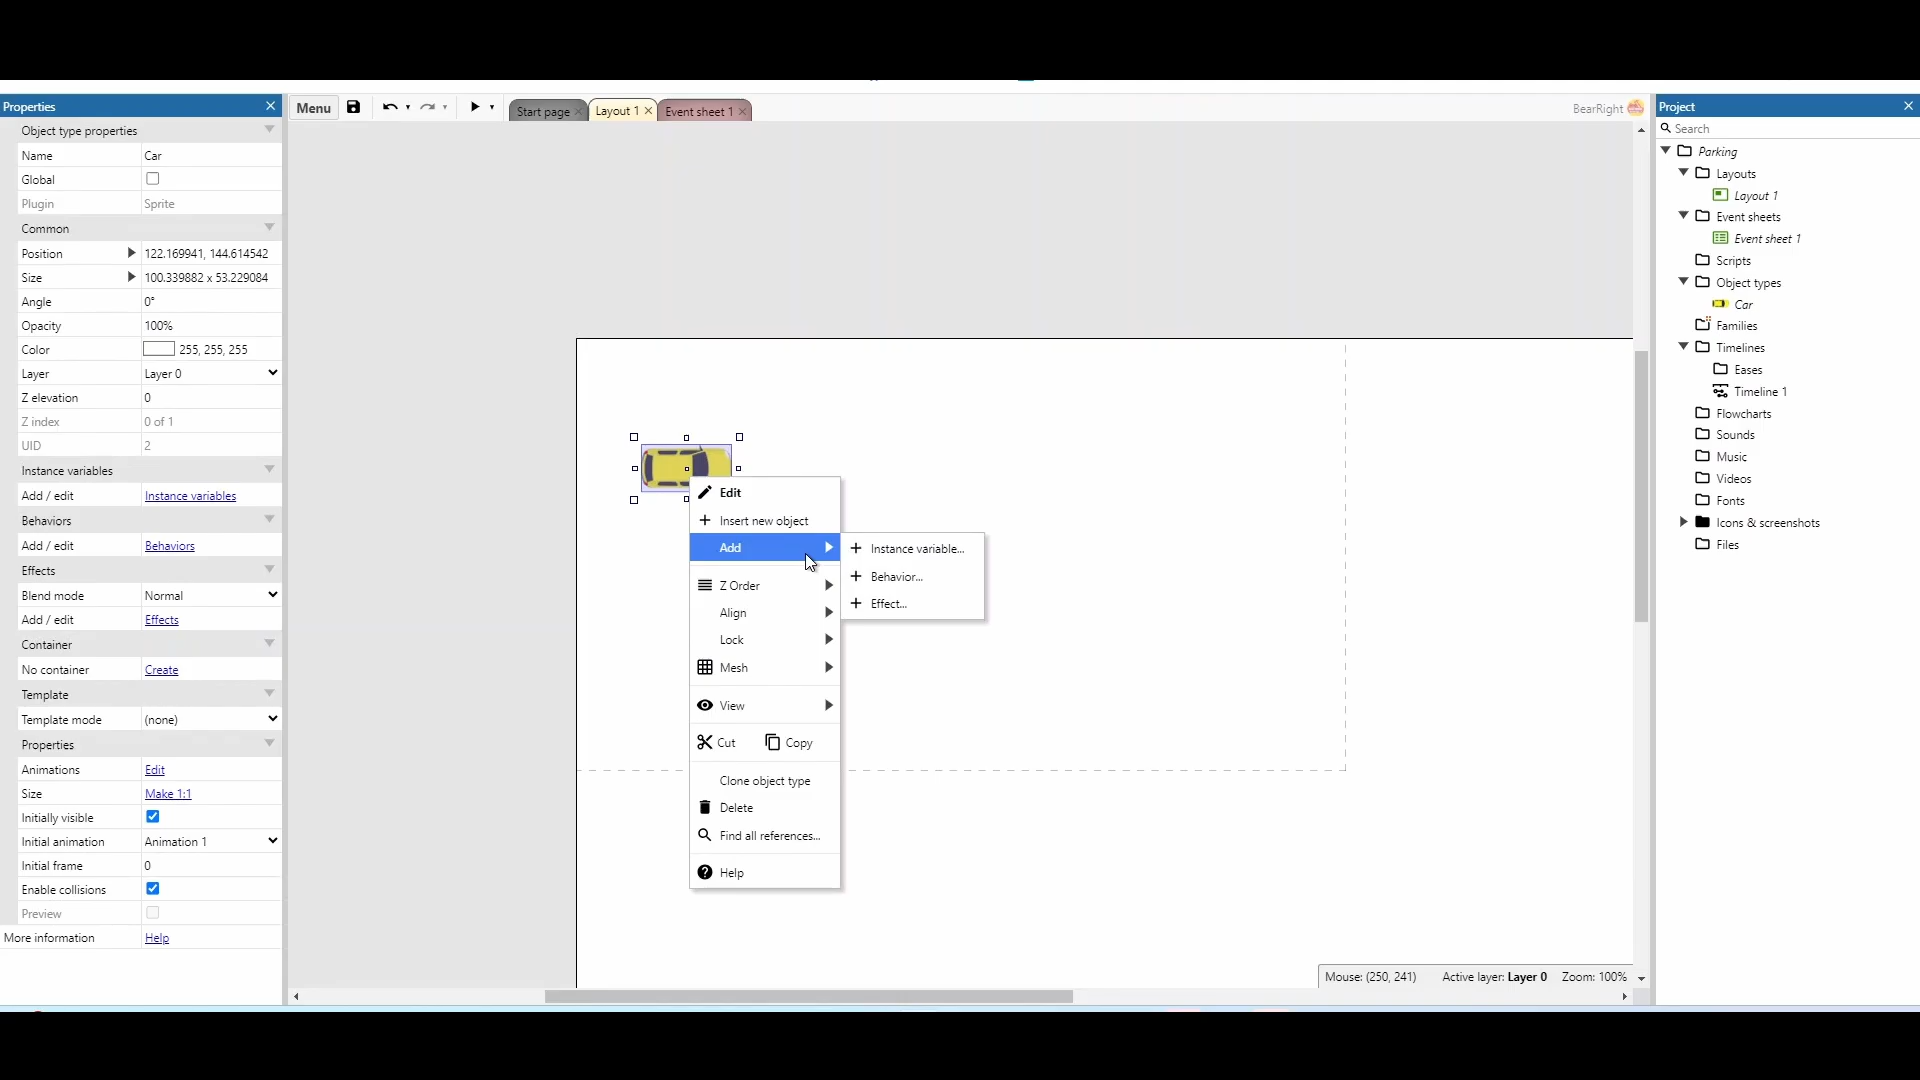 Properties
Object type properties
Name Car
Global
Plugin Sprite
Common
Position 122.169941, 144.614542
Size 100.339882 x 53.229084
Angle 0°
Opacity 100%
Color 255, 255, 255
Layer Layer 0
Z elevation 0
Z index 0 of 1
UID 2
Instance variables
Add / edit Instance variables
Behaviors
Add / edit Behaviors
Effects
Blend mode Normal
Add / edit Effects
Container
No container Create
Template
Template mode (none)
Properties
Animations Edit
Size Make 1:1
Initially visible
Initial animation Animation 1
Initial frame 0
Enable collisions
Preview
More information Help
Menu
Start page
Layout 1
Event sheet 1
BearRight
Edit
Insert new object
Add
Z Order
Align
Lock
Mesh
View
Cut Copy
Clone object type
Delete
Find all references...
Help
Instance variable...
Behavior...
Effect...
Mouse: (250, 241) Active layer: Layer 0 Zoom: 100%
Project
Search
Parking
Layouts
Layout 1
Event sheets
Event sheet 1
Scripts
Object types
Car
Families
Timelines
Eases
Timeline 1
Flowcharts
Sounds
Music
Videos
Fonts
Icons & screenshots
Files